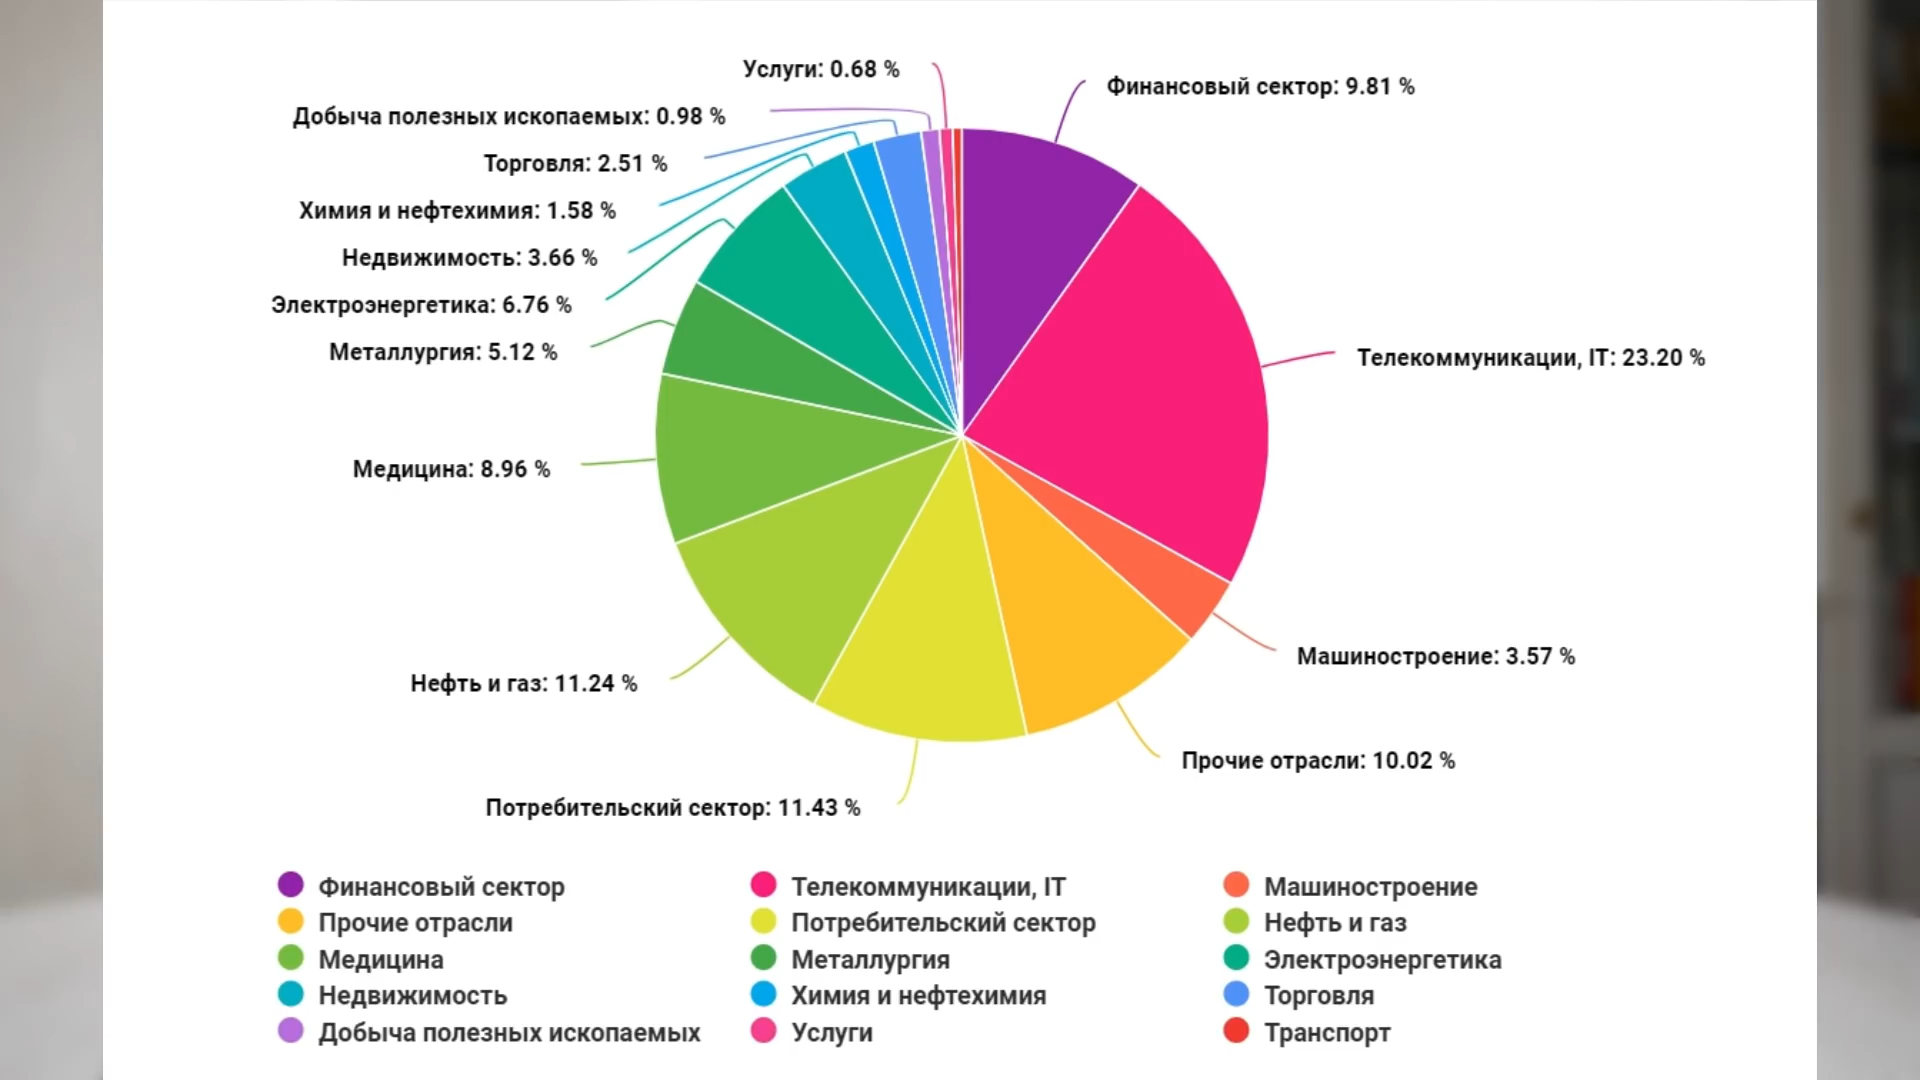 Услуги: 0.68 %
Финансовый сектор: 9.81 %
Добыча полезных ископаемых: 0.98 %
Торговля: 2.51 %
Химия и нефтехимия: 1.58 %
Недвижимость: 3.66 %
Электроэнергетика: 6.76 %
Металлургия: 5.12 %
Телекоммуникации, IT: 23.20 %
Медицина: 8.96 %
Машиностроение: 3.57 %
Нефть и газ: 11.24 %
Прочие отрасли: 10.02 %
Потребительский сектор: 11.43 %
Финансовый сектор
Телекоммуникации, IT
Машиностроение
Прочие отрасли
Потребительский сектор
Нефть и газ
Медицина
Металлургия
Электроэнергетика
Недвижимость
Химия и нефтехимия
Торговля
Добыча полезных ископаемых
Услуги
Транспорт